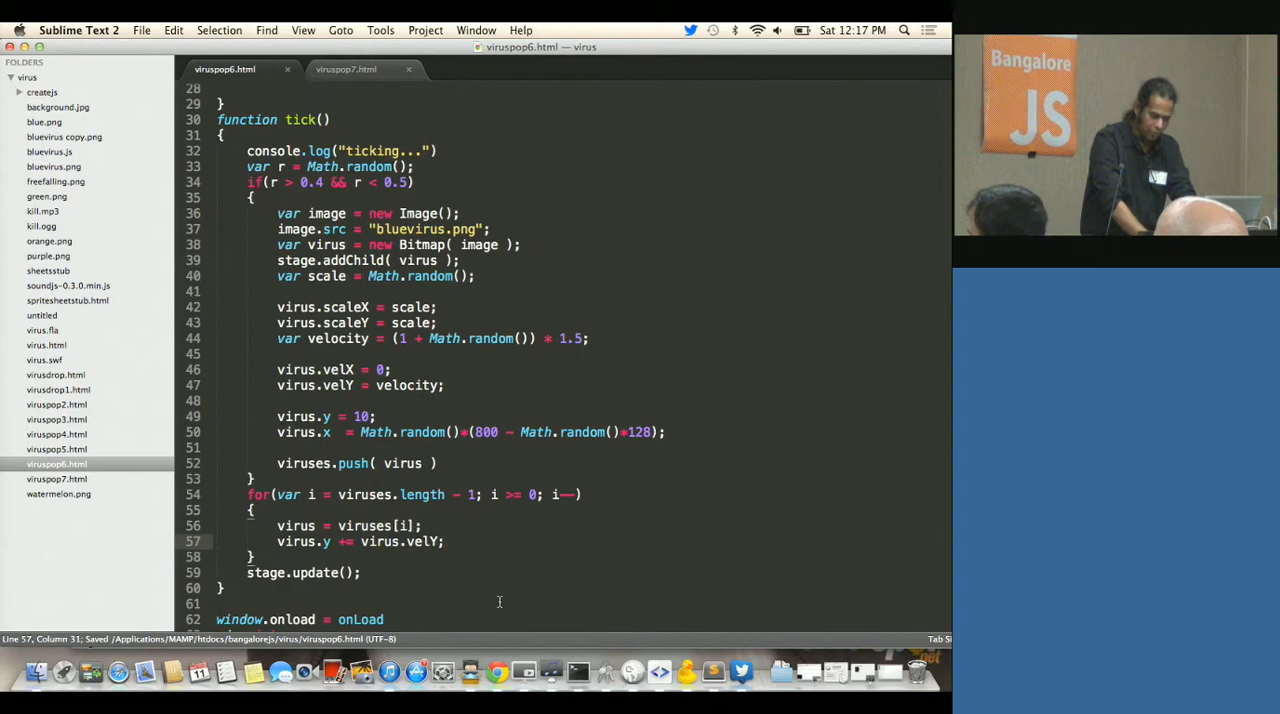 Sublime Text 2 File Edit Selection Find View Goto Tools Project Window Help Sat 12:17 PM
viruspop6.html — virus
FOLDERS
virus
createjs
background.jpg
blue.png
bluevirus copy.png
bluevirus.js
bluevirus.png
freefalling.png
green.png
kill.mp3
kill.ogg
orange.png
purple.png
sheetsstub
soundjs-0.3.0.min.js
spritesheetstub.html
untitled
virus.fla
virus.html
virus.swf
virusdrop.html
virusdrop1.html
viruspop2.html
viruspop3.html
viruspop4.html
viruspop5.html
viruspop6.html
viruspop7.html
watermelon.png
viruspop6.html × viruspop7.html ×
28
29 }
30 function tick()
31 {
32 console.log("ticking...")
33 var r = Math.random();
34 if(r > 0.4 && r < 0.5)
35 {
36 var image = new Image();
37 image.src = "bluevirus.png";
38 var virus = new Bitmap( image );
39 stage.addChild( virus );
40 var scale = Math.random();
41
42 virus.scaleX = scale;
43 virus.scaleY = scale;
44 var velocity = (1 + Math.random()) * 1.5;
45
46 virus.velX = 0;
47 virus.velY = velocity;
48
49 virus.y = 10;
50 virus.x = Math.random()*(800 - Math.random()*128);
51
52 viruses.push( virus )
53 }
54 for(var i = viruses.length - 1; i >= 0; i--)
55 {
56 virus = viruses[i];
57 virus.y += virus.velY;
58 }
59 stage.update();
60 }
61
62 window.onload = onLoad
Line 57, Column 31; Saved /Applications/MAMP/htdocs/bangalorejs/virus/viruspop6.html (UTF-8) Tab Si
Bangalore
JS